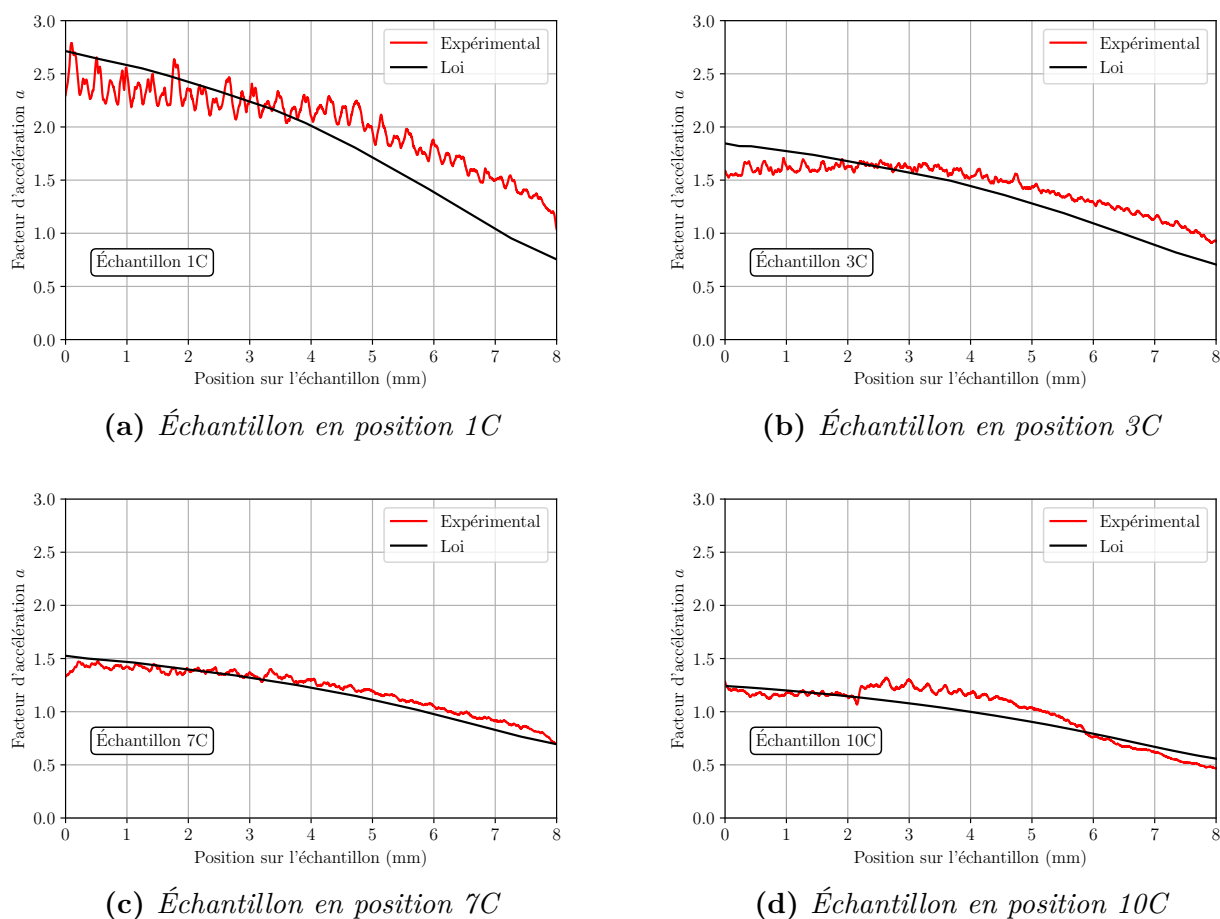 3.0
2.5
2.0
1.5
1.0
0.5
0.0
Facteur d'accélération a
Expérimental
Loi
Échantillon 1C
0 1 2 3 4 5 6 7 8
Position sur l'échantillon (mm)
(a) Échantillon en position 1C
3.0
2.5
2.0
1.5
1.0
0.5
0.0
Facteur d'accélération a
Expérimental
Loi
Échantillon 3C
0 1 2 3 4 5 6 7 8
Position sur l'échantillon (mm)
(b) Échantillon en position 3C
3.0
2.5
2.0
1.5
1.0
0.5
0.0
Facteur d'accélération a
Expérimental
Loi
Échantillon 7C
0 1 2 3 4 5 6 7 8
Position sur l'échantillon (mm)
(c) Échantillon en position 7C
3.0
2.5
2.0
1.5
1.0
0.5
0.0
Facteur d'accélération a
Expérimental
Loi
Échantillon 10C
0 1 2 3 4 5 6 7 8
Position sur l'échantillon (mm)
(d) Échantillon en position 10C